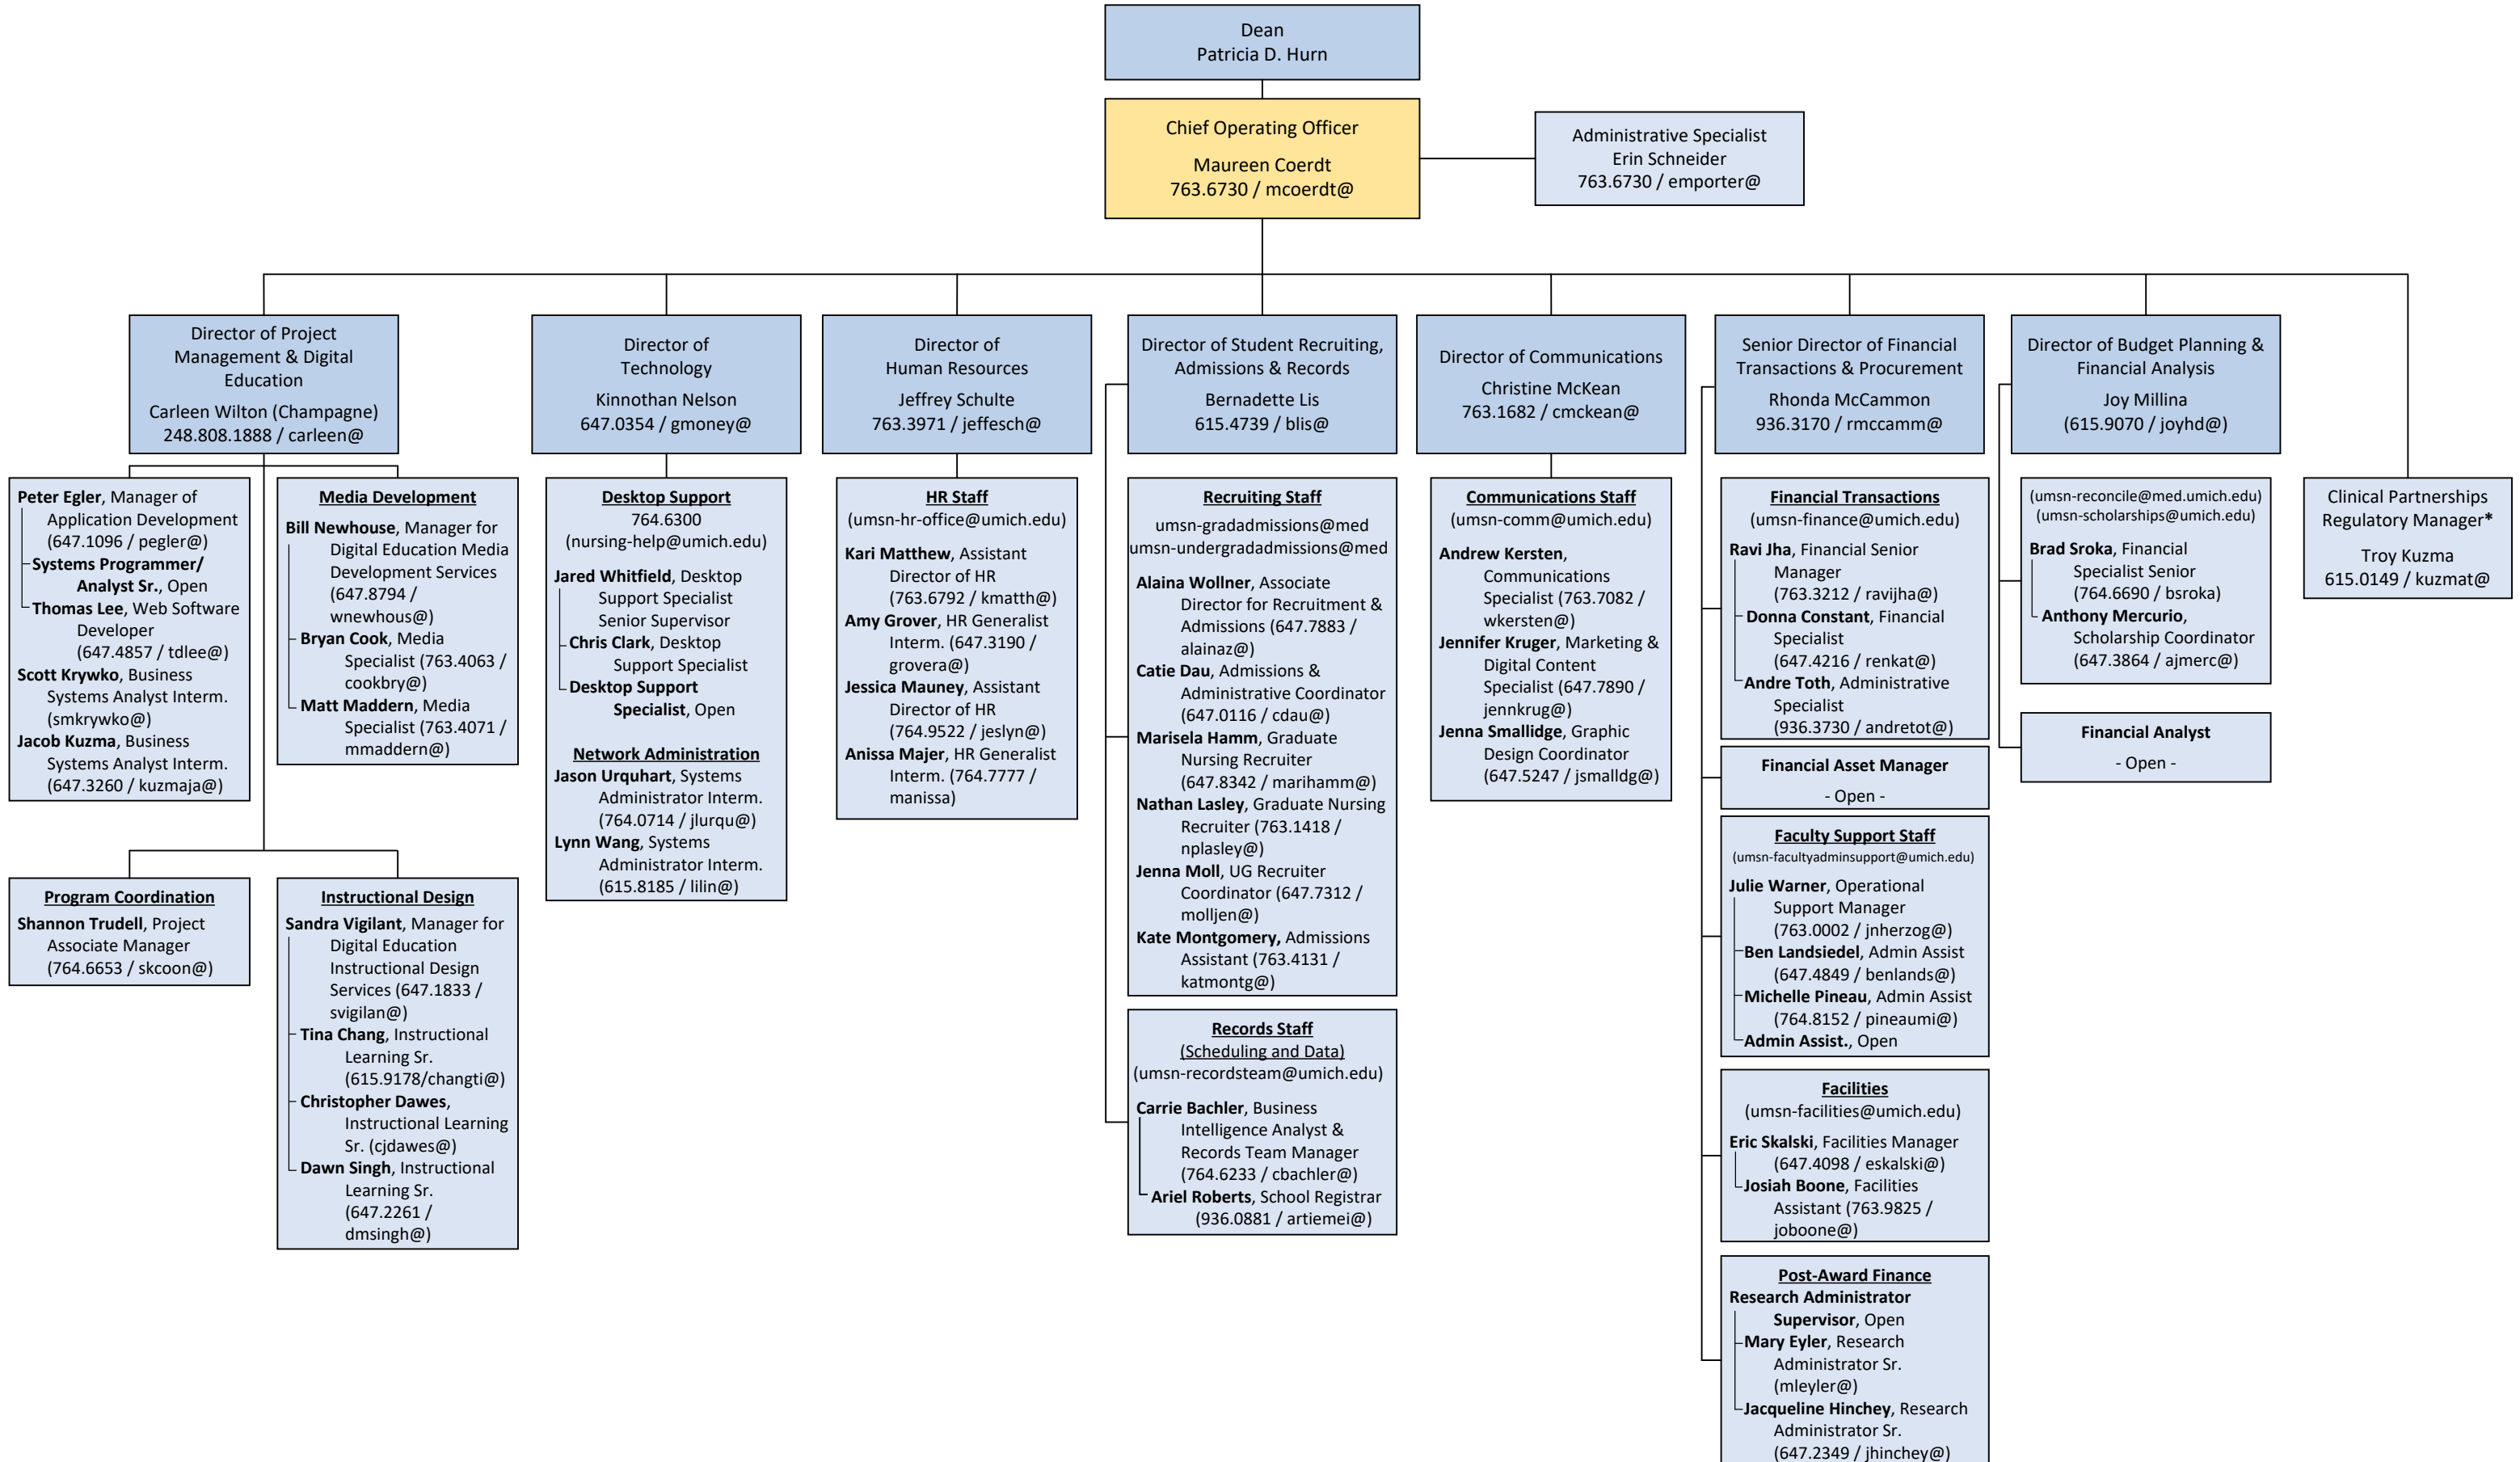 Dean
Patricia D. Hurn
Chief Operating Officer
Maureen Coerdt
763.6730 / mcoerdt@
Administrative Specialist
Erin Schneider
763.6730 / emporter@
Director of Project
Management & Digital
Education
Carleen Wilton (Champagne)
248.808.1888 / carleen@
Director of
Technology
Kinnothan Nelson
647.0354 / gmoney@
Director of
Human Resources
Jeffrey Schulte
763.3971 / jeffesch@
Director of Student Recruiting,
Admissions & Records
Bernadette Lis
615.4739 / blis@
Director of Communications
Christine McKean
763.1682 / cmckean@
Senior Director of Financial
Transactions & Procurement
Rhonda McCammon
936.3170 / rmccamm@
Director of Budget Planning &
Financial Analysis
Joy Millina
(615.9070 / joyhd@)
Peter Egler, Manager of
Application Development
(647.1096 / pegler@)
Systems Programmer/
Analyst Sr., Open
Thomas Lee, Web Software
Developer
(647.4857 / tdlee@)
Scott Krywko, Business
Systems Analyst Interm.
(smkrywko@)
Jacob Kuzma, Business
Systems Analyst Interm.
(647.3260 / kuzmaja@)
Media Development
Bill Newhouse, Manager for
Digital Education Media
Development Services
(647.8794 /
wnewhous@)
Bryan Cook, Media
Specialist (763.4063 /
cookbry@)
Matt Maddern, Media
Specialist (763.4071 /
mmaddern@)
Program Coordination
Shannon Trudell, Project
Associate Manager
(764.6653 / skcoon@)
Instructional Design
Sandra Vigilant, Manager for
Digital Education
Instructional Design
Services (647.1833 /
svigilan@)
Tina Chang, Instructional
Learning Sr.
(615.9178/changti@)
Christopher Dawes,
Instructional Learning
Sr. (cjdawes@)
Dawn Singh, Instructional
Learning Sr.
(647.2261 /
dmsingh@)
Desktop Support
764.6300
(nursing-help@umich.edu)
Jared Whitfield, Desktop
Support Specialist
Senior Supervisor
Chris Clark, Desktop
Support Specialist
Desktop Support
Specialist, Open
Network Administration
Jason Urquhart, Systems
Administrator Interm.
(764.0714 / jlurqu@)
Lynn Wang, Systems
Administrator Interm.
(615.8185 / lilin@)
HR Staff
(umsn-hr-office@umich.edu)
Kari Matthew, Assistant
Director of HR
(763.6792 / kmatth@)
Amy Grover, HR Generalist
Interm. (647.3190 /
grovera@)
Jessica Mauney, Assistant
Director of HR
(764.9522 / jeslyn@)
Anissa Majer, HR Generalist
Interm. (764.7777 /
manissa)
Recruiting Staff
umsn-gradadmissions@med
umsn-undergradadmissions@med
Alaina Wollner, Associate
Director for Recruitment &
Admissions (647.7883 /
alainaz@)
Catie Dau, Admissions &
Administrative Coordinator
(647.0116 / cdau@)
Marisela Hamm, Graduate
Nursing Recruiter
(647.8342 / marihamm@)
Nathan Lasley, Graduate Nursing
Recruiter (763.1418 /
nplasley@)
Jenna Moll, UG Recruiter
Coordinator (647.7312 /
molljen@)
Kate Montgomery, Admissions
Assistant (763.4131 /
katmontg@)
Records Staff
(Scheduling and Data)
(umsn-recordsteam@umich.edu)
Carrie Bachler, Business
Intelligence Analyst &
Records Team Manager
(764.6233 / cbachler@)
Ariel Roberts, School Registrar
(936.0881 / artiemei@)
Communications Staff
(umsn-comm@umich.edu)
Andrew Kersten,
Communications
Specialist (763.7082 /
wkersten@)
Jennifer Kruger, Marketing &
Digital Content
Specialist (647.7890 /
jennkrug@)
Jenna Smallidge, Graphic
Design Coordinator
(647.5247 / jsmalldg@)
Financial Transactions
(umsn-finance@umich.edu)
Ravi Jha, Financial Senior
Manager
(763.3212 / ravijha@)
Donna Constant, Financial
Specialist
(647.4216 / renkat@)
Andre Toth, Administrative
Specialist
(936.3730 / andretot@)
Financial Asset Manager
- Open -
Faculty Support Staff
(umsn-facultyadminsupport@umich.edu)
Julie Warner, Operational
Support Manager
(763.0002 / jnherzog@)
Ben Landsiedel, Admin Assist
(647.4849 / benlands@)
Michelle Pineau, Admin Assist
(764.8152 / pineaumi@)
Admin Assist., Open
Facilities
(umsn-facilities@umich.edu)
Eric Skalski, Facilities Manager
(647.4098 / eskalski@)
Josiah Boone, Facilities
Assistant (763.9825 /
joboone@)
Post-Award Finance
Research Administrator
Supervisor, Open
Mary Eyler, Research
Administrator Sr.
(mleyler@)
Jacqueline Hinchey, Research
Administrator Sr.
(647.2349 / jhinchey@)
(umsn-reconcile@med.umich.edu)
(umsn-scholarships@umich.edu)
Brad Sroka, Financial
Specialist Senior
(764.6690 / bsroka)
Anthony Mercurio,
Scholarship Coordinator
(647.3864 / ajmerc@)
Financial Analyst
- Open -
Clinical Partnerships
Regulatory Manager*
Troy Kuzma
615.0149 / kuzmat@